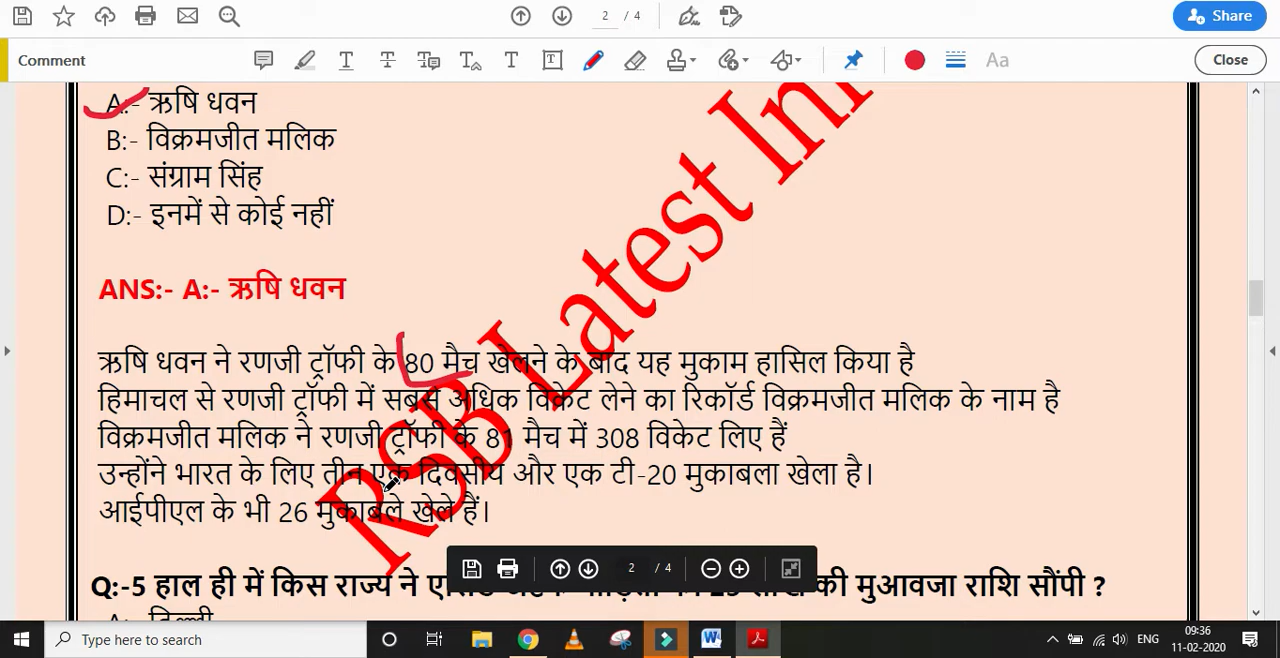 2 / 4
Share
Comment
Close
A:- ऋषि धवन
B:- विक्रमजीत मलिक
C:- संग्राम सिंह
D:- इनमें से कोई नहीं
ANS:- A:- ऋषि धवन
ऋषि धवन ने रणजी ट्रॉफी के 80 मैच खेलने के बाद यह मुकाम हासिल किया है
हिमाचल से रणजी ट्रॉफी में सबसे अधिक विकेट लेने का रिकॉर्ड विक्रमजीत मलिक के नाम है
विक्रमजीत मलिक ने रणजी ट्रॉफी के 81 मैच में 308 विकेट लिए हैं
उन्होंने भारत के लिए तीन एक दिवसीय और एक टी-20 मुकाबला खेला है।
आईपीएल के भी 26 मुकाबले खेले हैं।
RSB Latest
2 / 4
Q:-5 हाल ही में किस राज्य ने की मुआवजा राशि सौंपी ?
Type here to search
ENG
09:36
11-02-2020